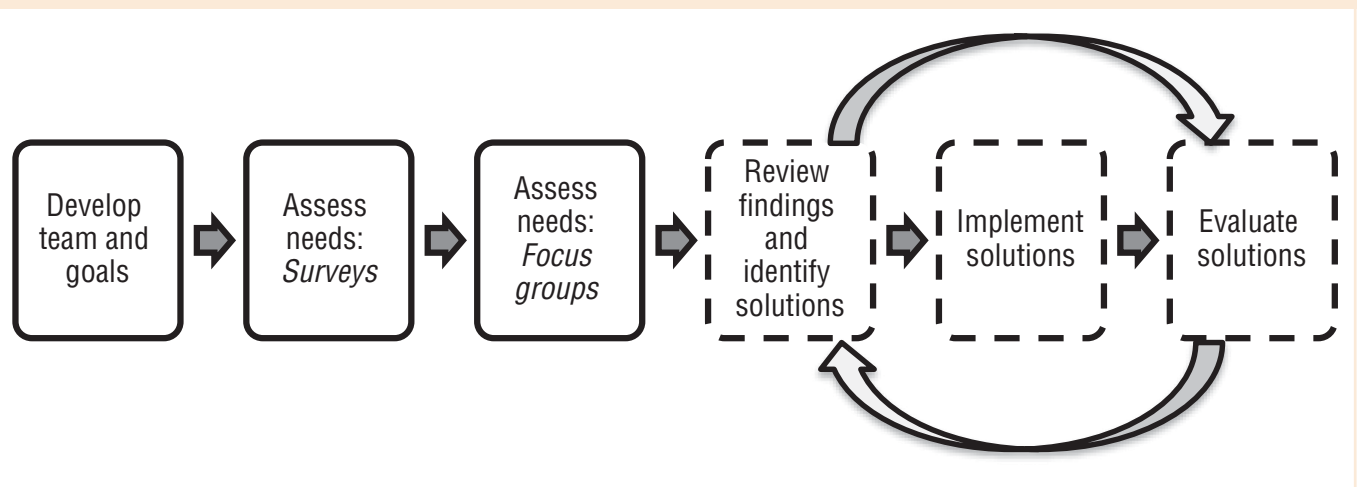 Develop
team and
goals
Assess
needs:
Surveys
Assess
needs:
Focus
groups
Review
findings
and
identify
solutions
Implement
solutions
Evaluate
solutions